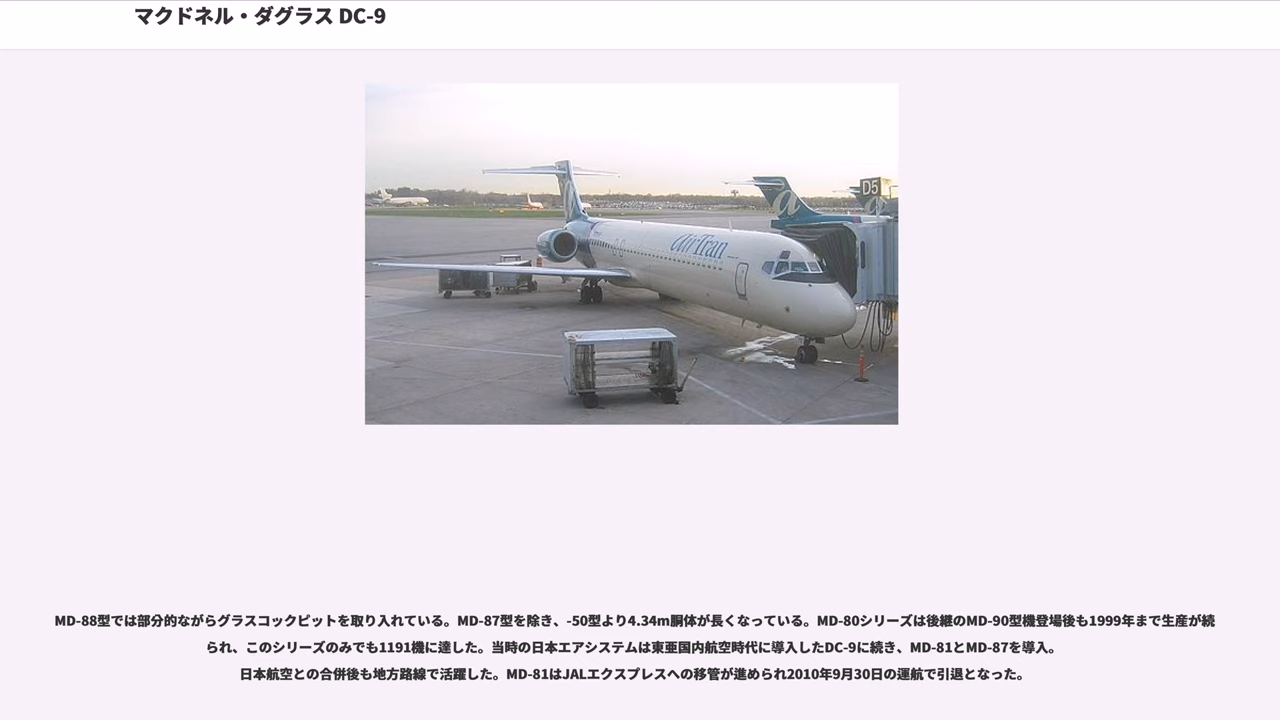 マクドネル・ダグラス DC-9
D5
AirTran
a
MD-88型では部分的ながらグラスコックピットを取り入れている。MD-87型を除き、-50型より4.34m胴体が長くなっている。MD-80シリーズは後継のMD-90型機登場後も1999年まで生産が続
られ、このシリーズのみでも1191機に達した。当時の日本エアシステムは東亜国内航空時代に導入したDC-9に続き、MD-81とMD-87を導入。
日本航空との合併後も地方路線で活躍した。MD-81はJALエクスプレスへの移管が進められ2010年9月30日の運航で引退となった。